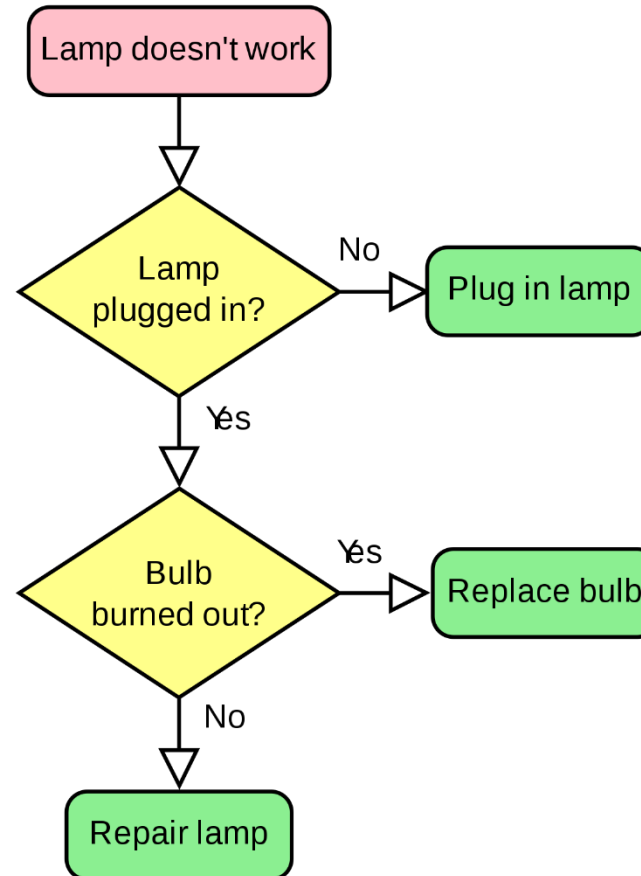 Lamp doesn't work
Lamp
plugged in?
No
Plug in lamp
Yes
Bulb
burned out?
Yes
Replace bulb
No
Repair lamp